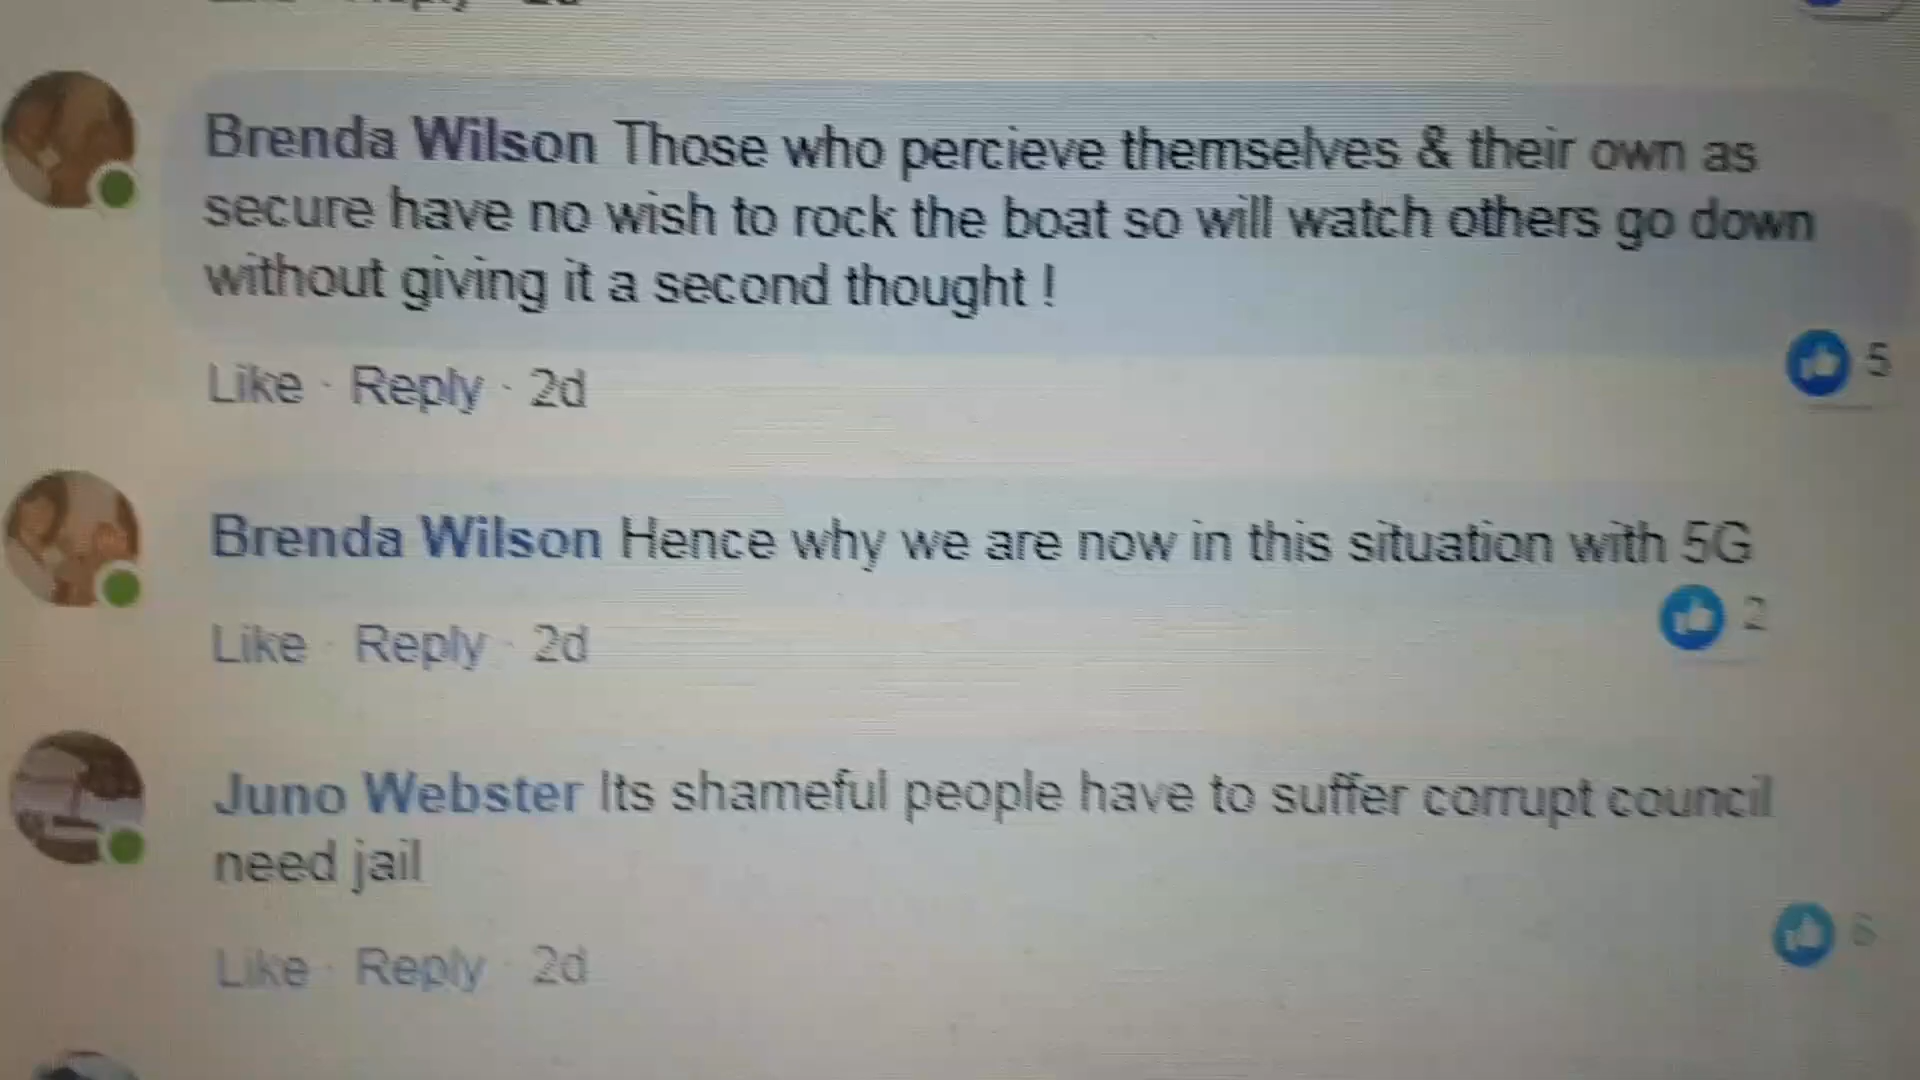 Brenda Wilson Those who percieve themselves & their own as
secure have no wish to rock the boat so will watch others go down
without giving it a second thought !
5
Like · Reply · 2d
Brenda Wilson Hence why we are now in this situation with 5G
2
Like · Reply · 2d
Juno Webster Its shameful people have to suffer corrupt council
need jail
Like · Reply · 2d